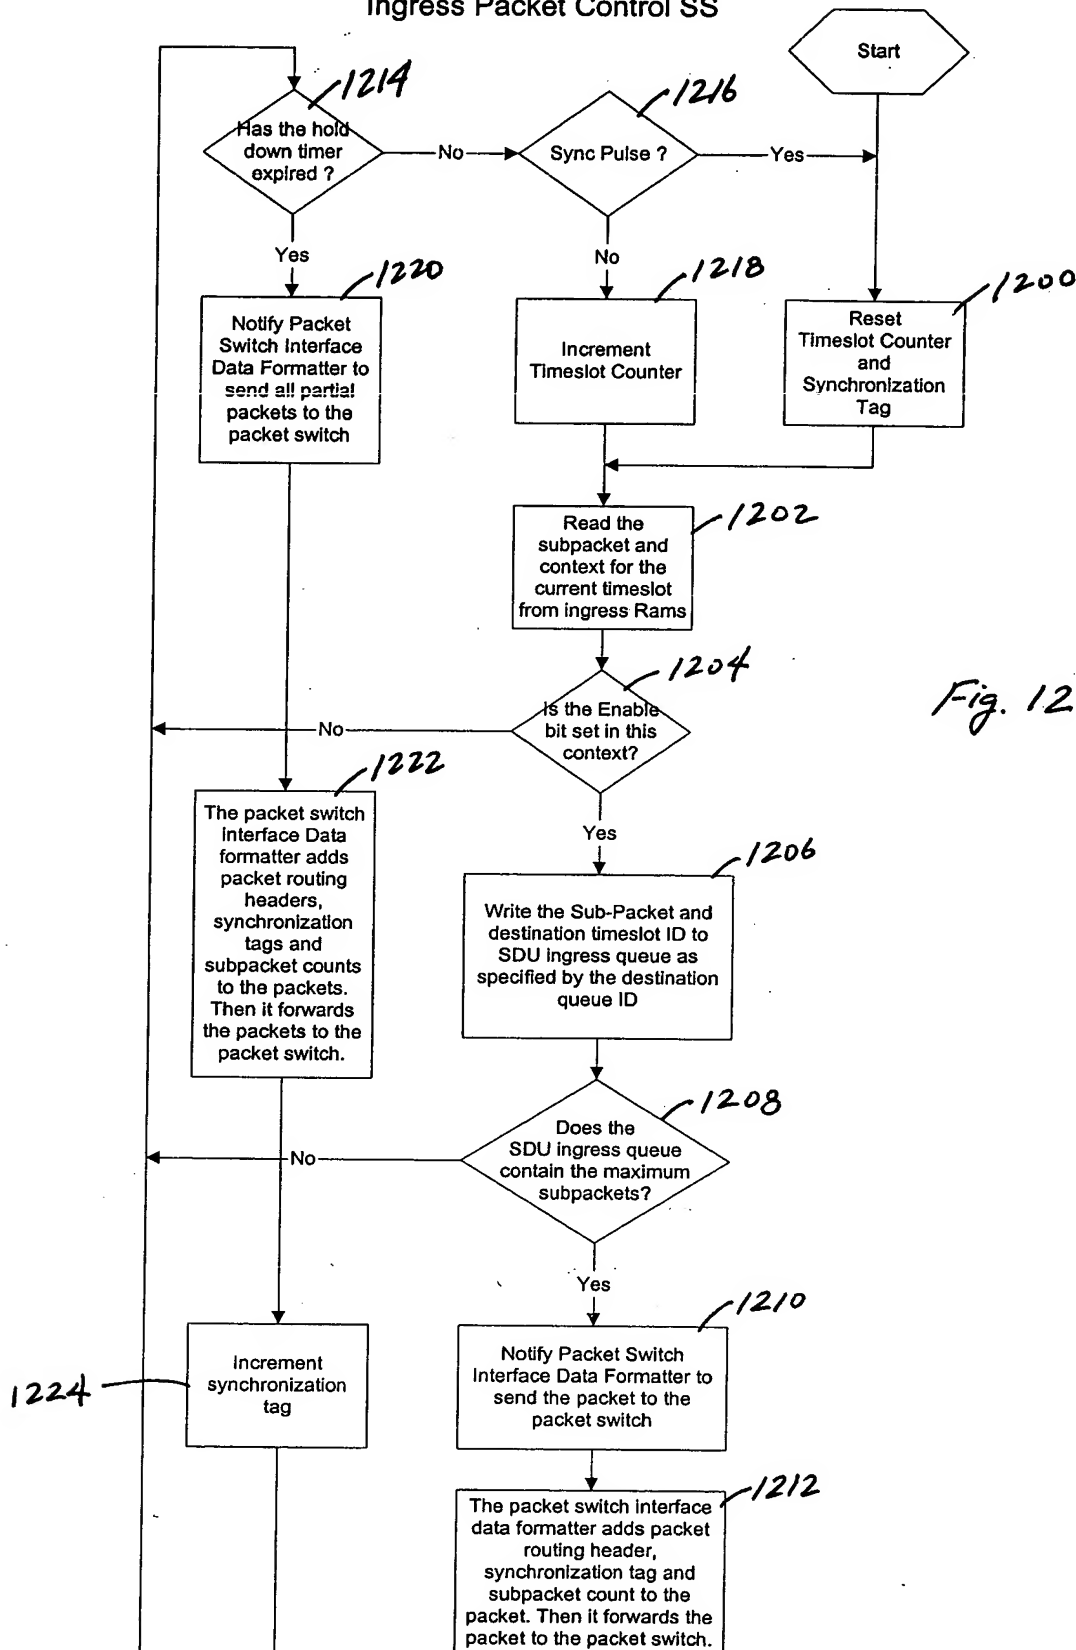 Ingress Packet Control SS
Start
1214
1216
Has the hold
down timer
expired ?
No
Sync Pulse ?
Yes
Yes
No
1220
1218
1200
Notify Packet
Switch Interface
Data Formatter to
send all partial
packets to the
packet switch
Increment
Timeslot Counter
Reset
Timeslot Counter
and
Synchronization
Tag
1202
Read the
subpacket and
context for the
current timeslot
from ingress Rams
1204
Is the Enable
bit set in this
context?
No
Fig. 12
1222
Yes
The packet switch
interface Data
formatter adds
packet routing
headers,
synchronization
tags and
subpacket counts
to the packets.
Then it forwards
the packets to the
packet switch.
1206
Write the Sub-Packet and
destination timeslot ID to
SDU ingress queue as
specified by the destination
queue ID
1208
Does the
SDU ingress queue
contain the maximum
subpackets?
No
Yes
1210
Increment
synchronization
tag
1224
Notify Packet Switch
Interface Data Formatter to
send the packet to the
packet switch
1212
The packet switch interface
data formatter adds packet
routing header,
synchronization tag and
subpacket count to the
packet. Then it forwards the
packet to the packet switch.